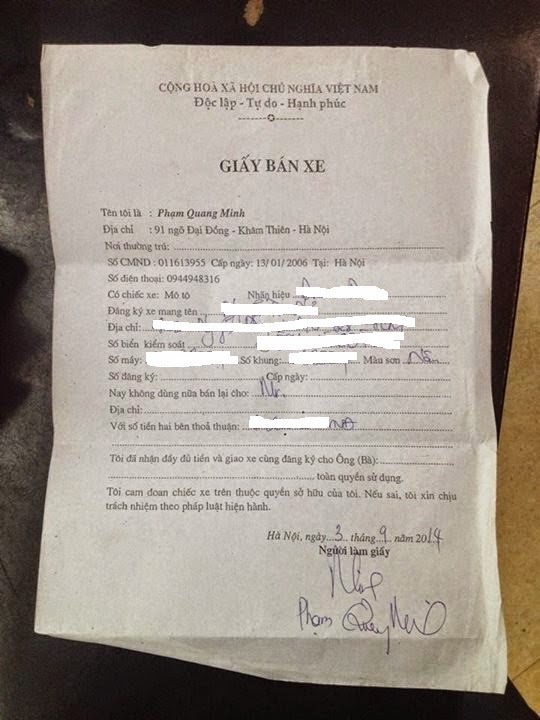 CỘNG HOÀ XÃ HỘI CHỦ NGHĨA VIỆT NAM
Độc lập - Tự do - Hạnh phúc
GIẤY BÁN XE
Tên tôi là : Phạm Quang Minh
Địa chỉ : 91 ngõ Đại Đồng - Khâm Thiên - Hà Nội
Nơi thường trú:
Số CMND : 011613955 Cấp ngày: 13/01/2006 Tại: Hà Nội
Số điện thoại: 0944948316
Có chiếc xe: Mô tô Nhãn hiệu
Đăng ký xe mang tên
Địa chỉ:
Số biển kiểm soát
Số máy: Số khung: Màu sơn
Số đăng ký: Cấp ngày:
Nay không dùng nữa bán lại cho: Mr.
Địa chỉ:
Với số tiền hai bên thoả thuận:
Tôi đã nhận đầy đủ tiền và giao xe cùng đăng ký cho Ông (Bà):
toàn quyền sử dụng.
Tôi cam đoan chiếc xe trên thuộc quyền sở hữu của tôi. Nếu sai, tôi xin chịu
trách nhiệm theo pháp luật hiện hành.
Hà Nội, ngày 3 tháng 9 năm 2014
Người làm giấy
Phạm Quang Minh